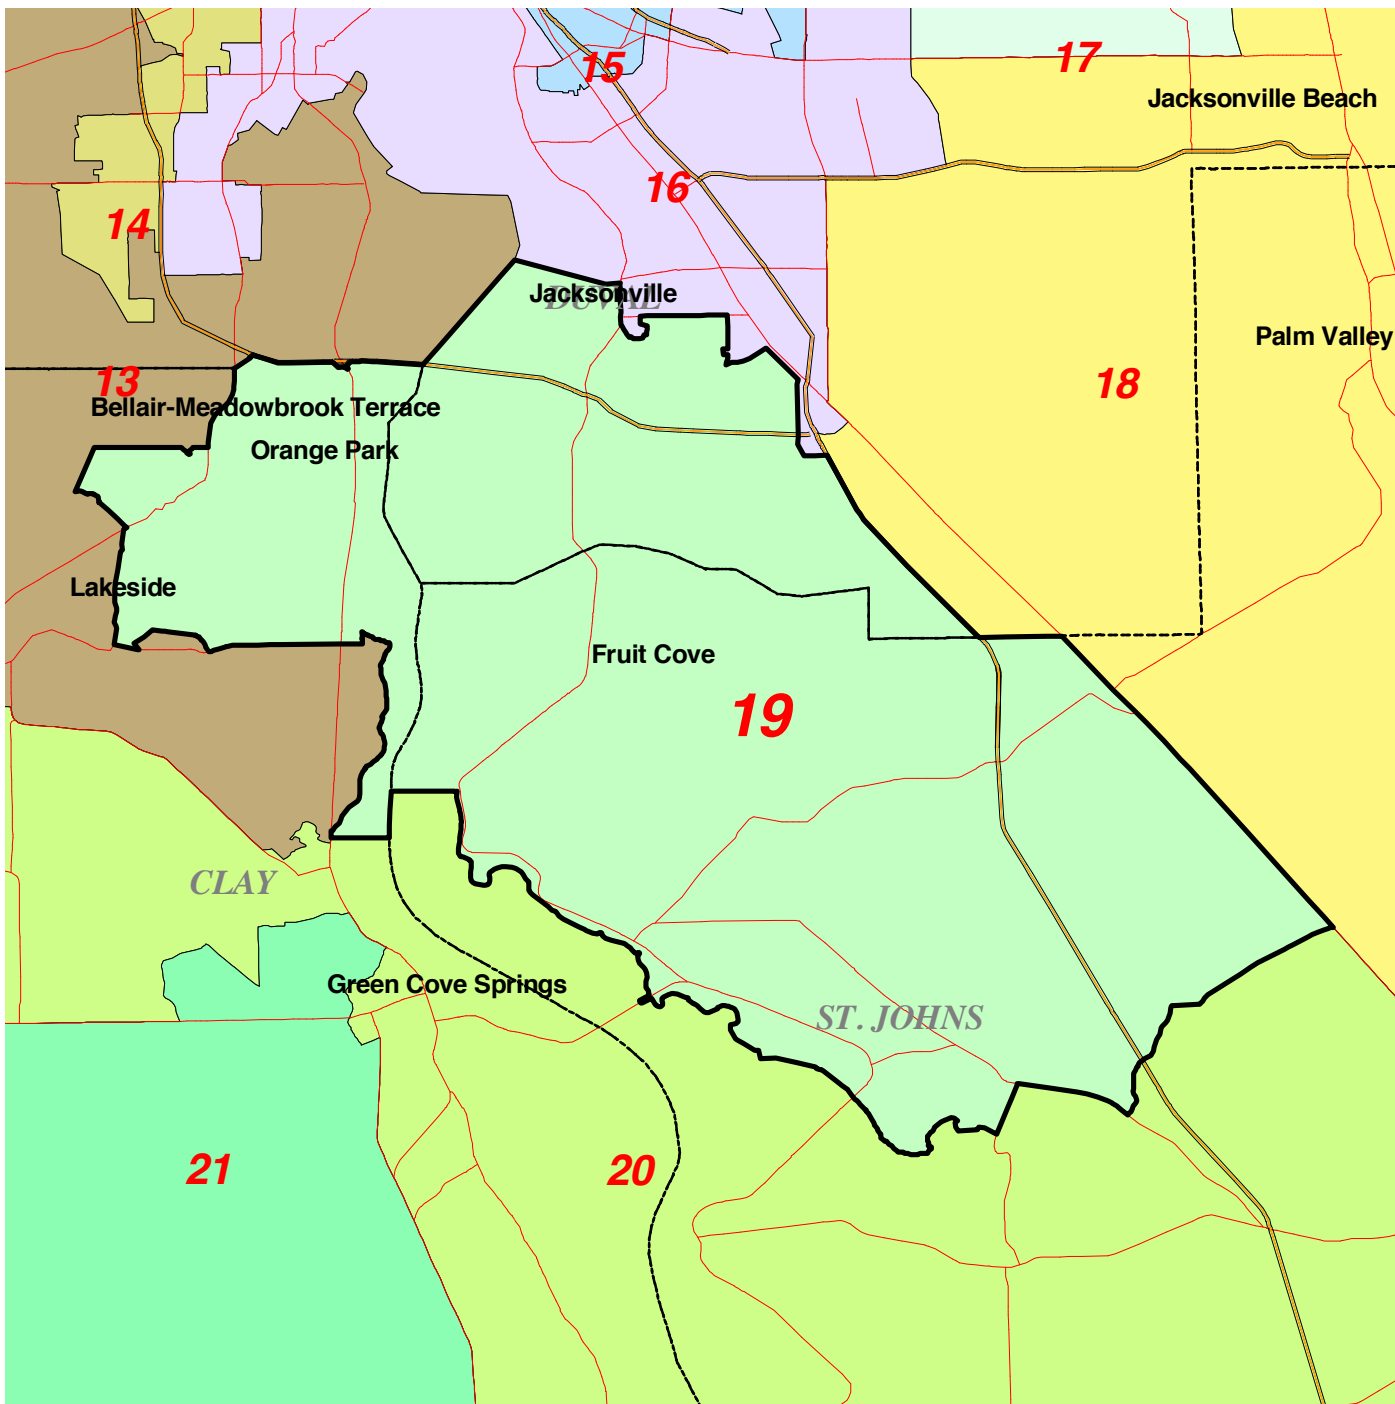 15
17
Jacksonville Beach
16
14
Jacksonville
DUVAL
Palm Valley
13
18
Bellair-Meadowbrook Terrace
Orange Park
Lakeside
Fruit Cove
19
CLAY
Green Cove Springs
ST. JOHNS
21
20